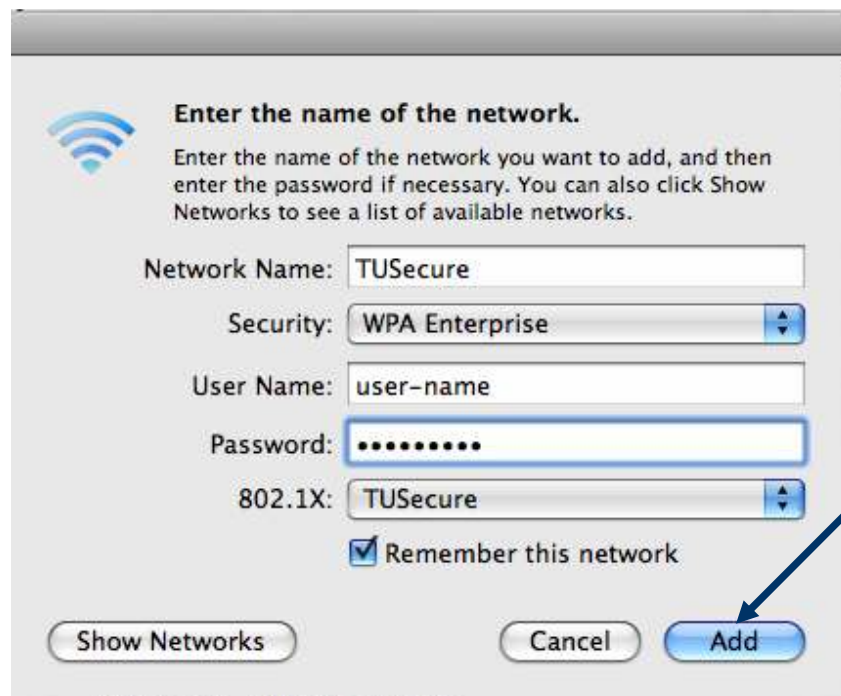 Enter the name of the network.
Enter the name of the network you want to add, and then
enter the password if necessary. You can also click Show
Networks to see a list of available networks.
Network Name: TUSecure
Security: WPA Enterprise
User Name: user-name
Password: •••••••••
802.1X: TUSecure
Remember this network
Show Networks Cancel Add